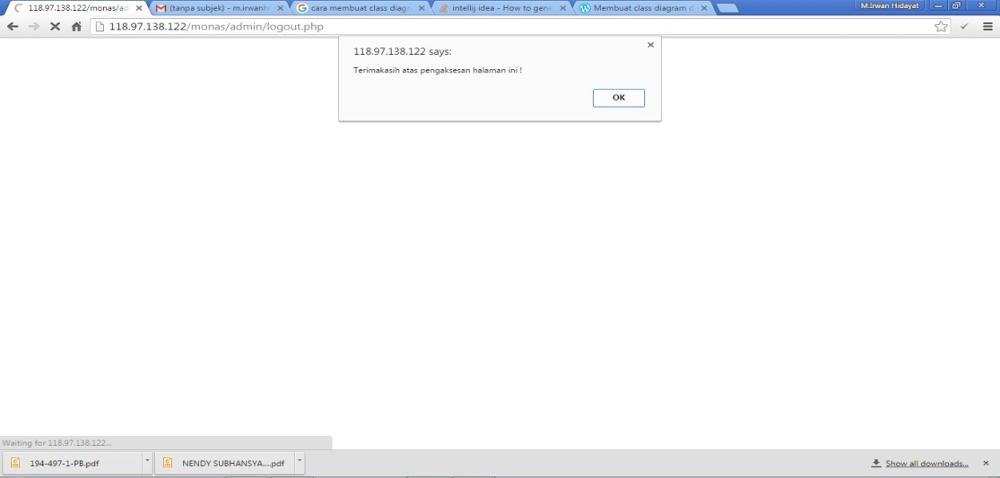 118.97.138.122/monas/ad
(tanpa subjek) - m.irwanh
cara membuat class diagr
intellij idea - How to gene
Membuat class diagram d
M.Irwan Hidayat
118.97.138.122/monas/admin/logout.php
118.97.138.122 says:
Terimakasih atas pengaksesan halaman ini !
OK
Waiting for 118.97.138.122...
194-497-1-PB.pdf
NENDY SUBHANSYA....pdf
Show all downloads...